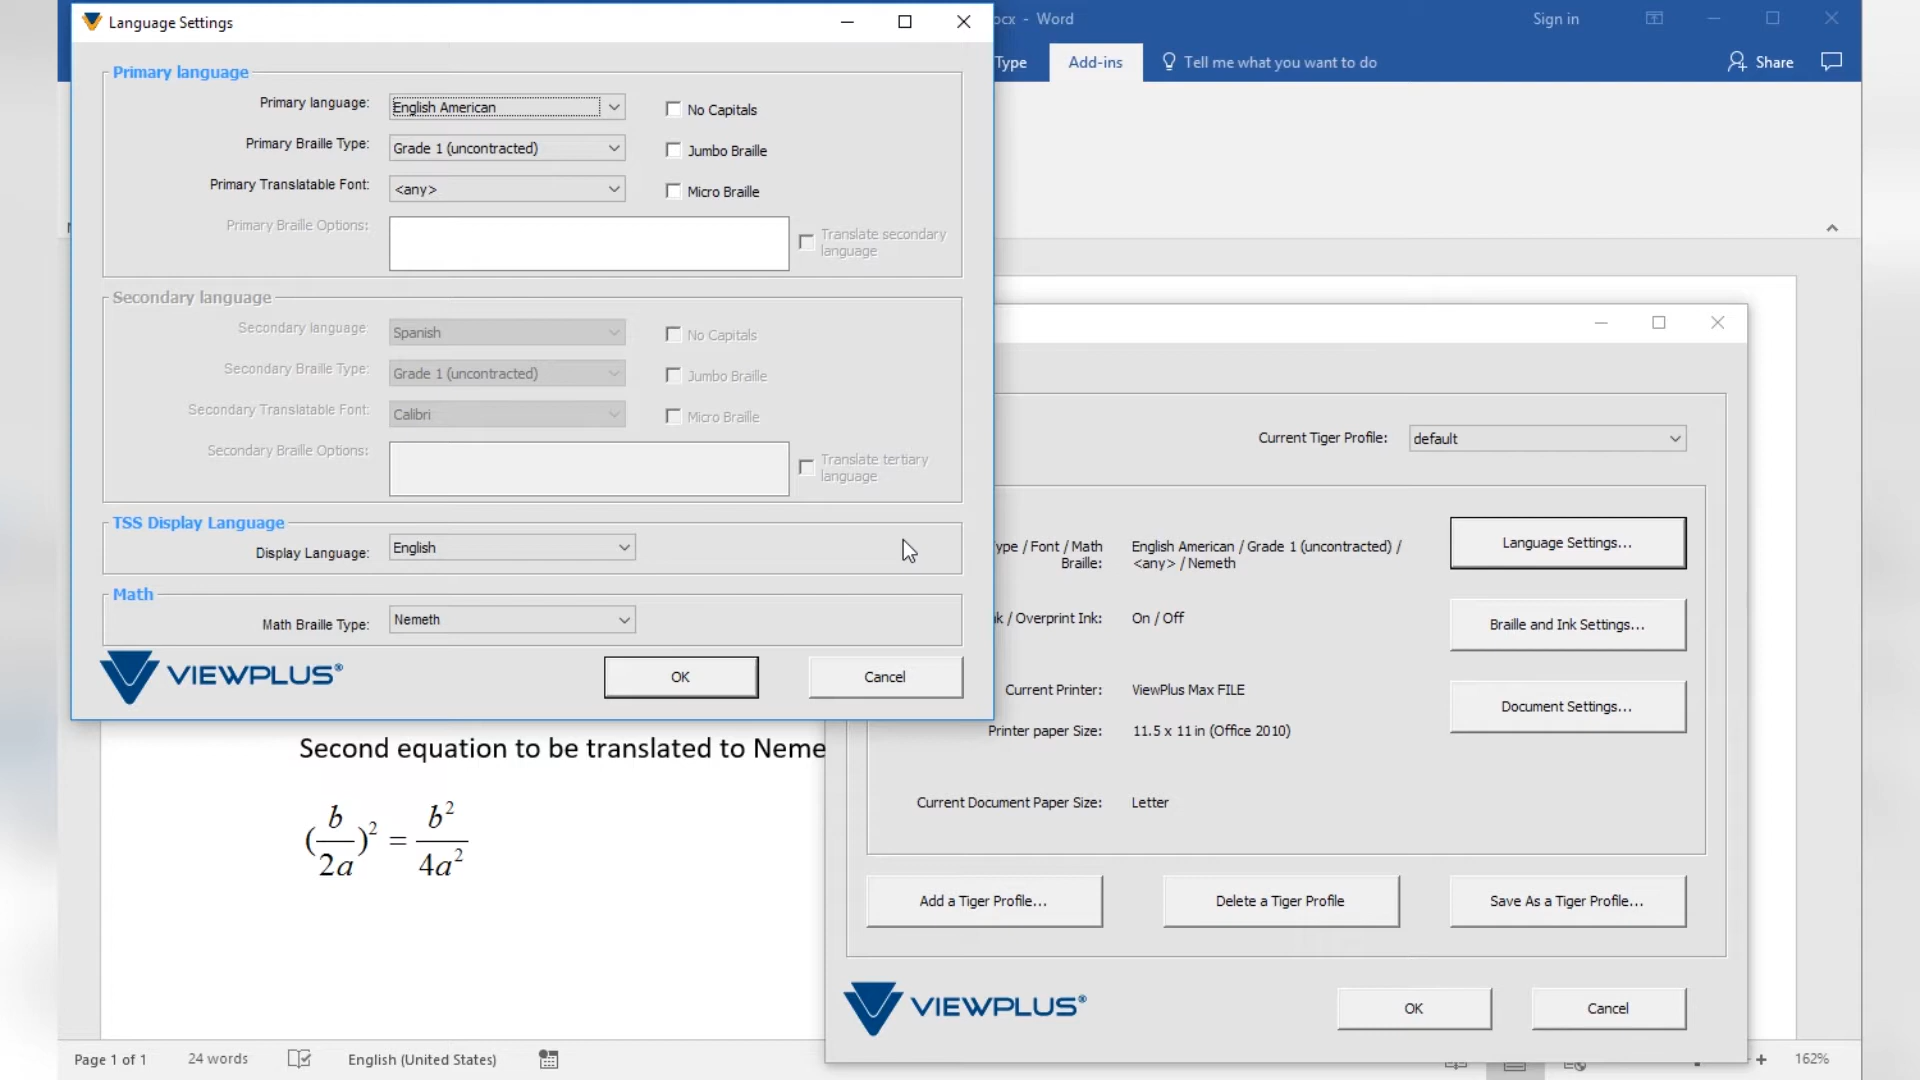 Language Settings
ocx - Word
Sign in
Type
Add-ins
Tell me what you want to do
Share
Primary language
Primary language:
English American
No Capitals
Primary Braille Type:
Grade 1 (uncontracted)
Jumbo Braille
Primary Translatable Font:
<any>
Micro Braille
Primary Braille Options:
Translate secondary
language
Secondary language
Secondary language:
Spanish
No Capitals
Secondary Braille Type:
Grade 1 (uncontracted)
Jumbo Braille
Secondary Translatable Font:
Calibri
Micro Braille
Secondary Braille Options:
Translate tertiary
language
TSS Display Language
Display Language:
English
Math
Math Braille Type:
Nemeth
VIEWPLUS®
OK
Cancel
Current Tiger Profile:
default
ype / Font / Math
Braille:
English American / Grade 1 (uncontracted) /
<any> / Nemeth
Language Settings...
k / Overprint Ink:
On / Off
Braille and Ink Settings...
Current Printer:
ViewPlus Max FILE
Document Settings...
Printer paper Size:
11.5 x 11 in (Office 2010)
Current Document Paper Size:
Letter
Add a Tiger Profile...
Delete a Tiger Profile
Save As a Tiger Profile...
VIEWPLUS®
OK
Cancel
Second equation to be translated to Neme
(b/2a)² = b²/4a²
Page 1 of 1
24 words
English (United States)
162%